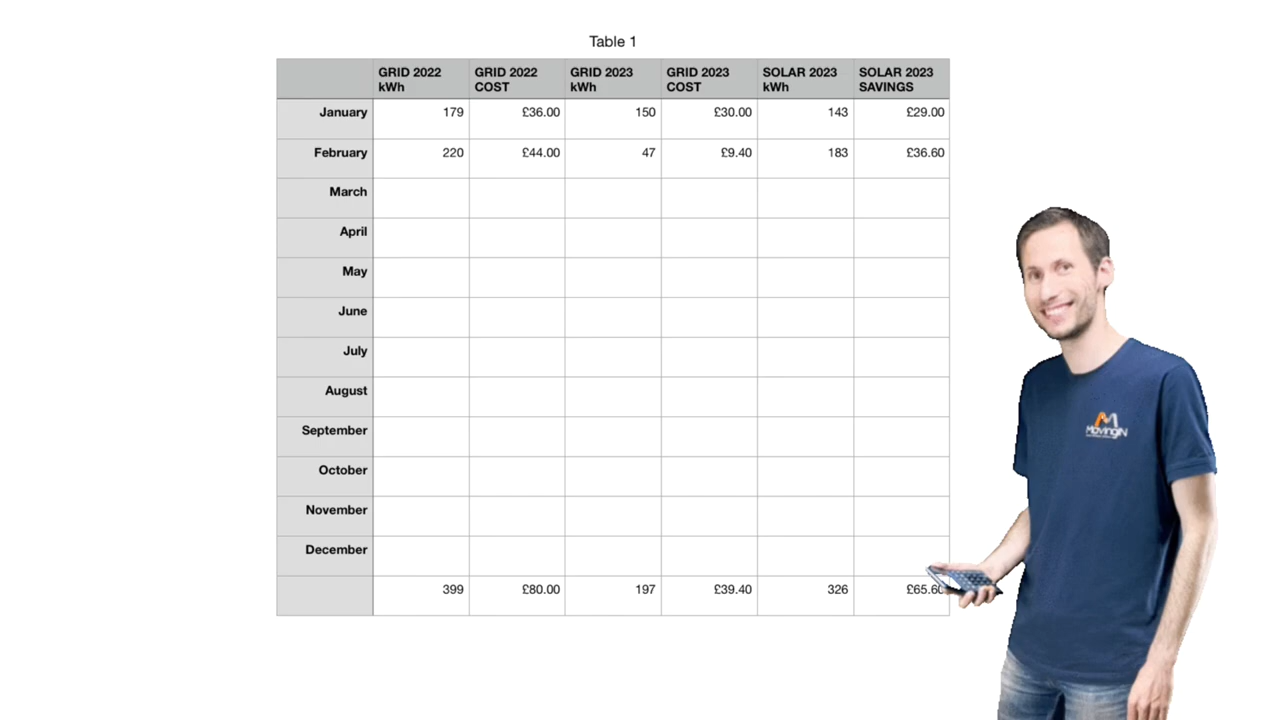 Table 1
GRID 2022 kWh GRID 2022 COST GRID 2023 kWh GRID 2023 COST SOLAR 2023 kWh SOLAR 2023 SAVINGS
January 179 £36.00 150 £30.00 143 £29.00
February 220 £44.00 47 £9.40 183 £36.60
March
April
May
June
July
August
September
October
November
December
399 £80.00 197 £39.40 326 £65.60
MovingIN